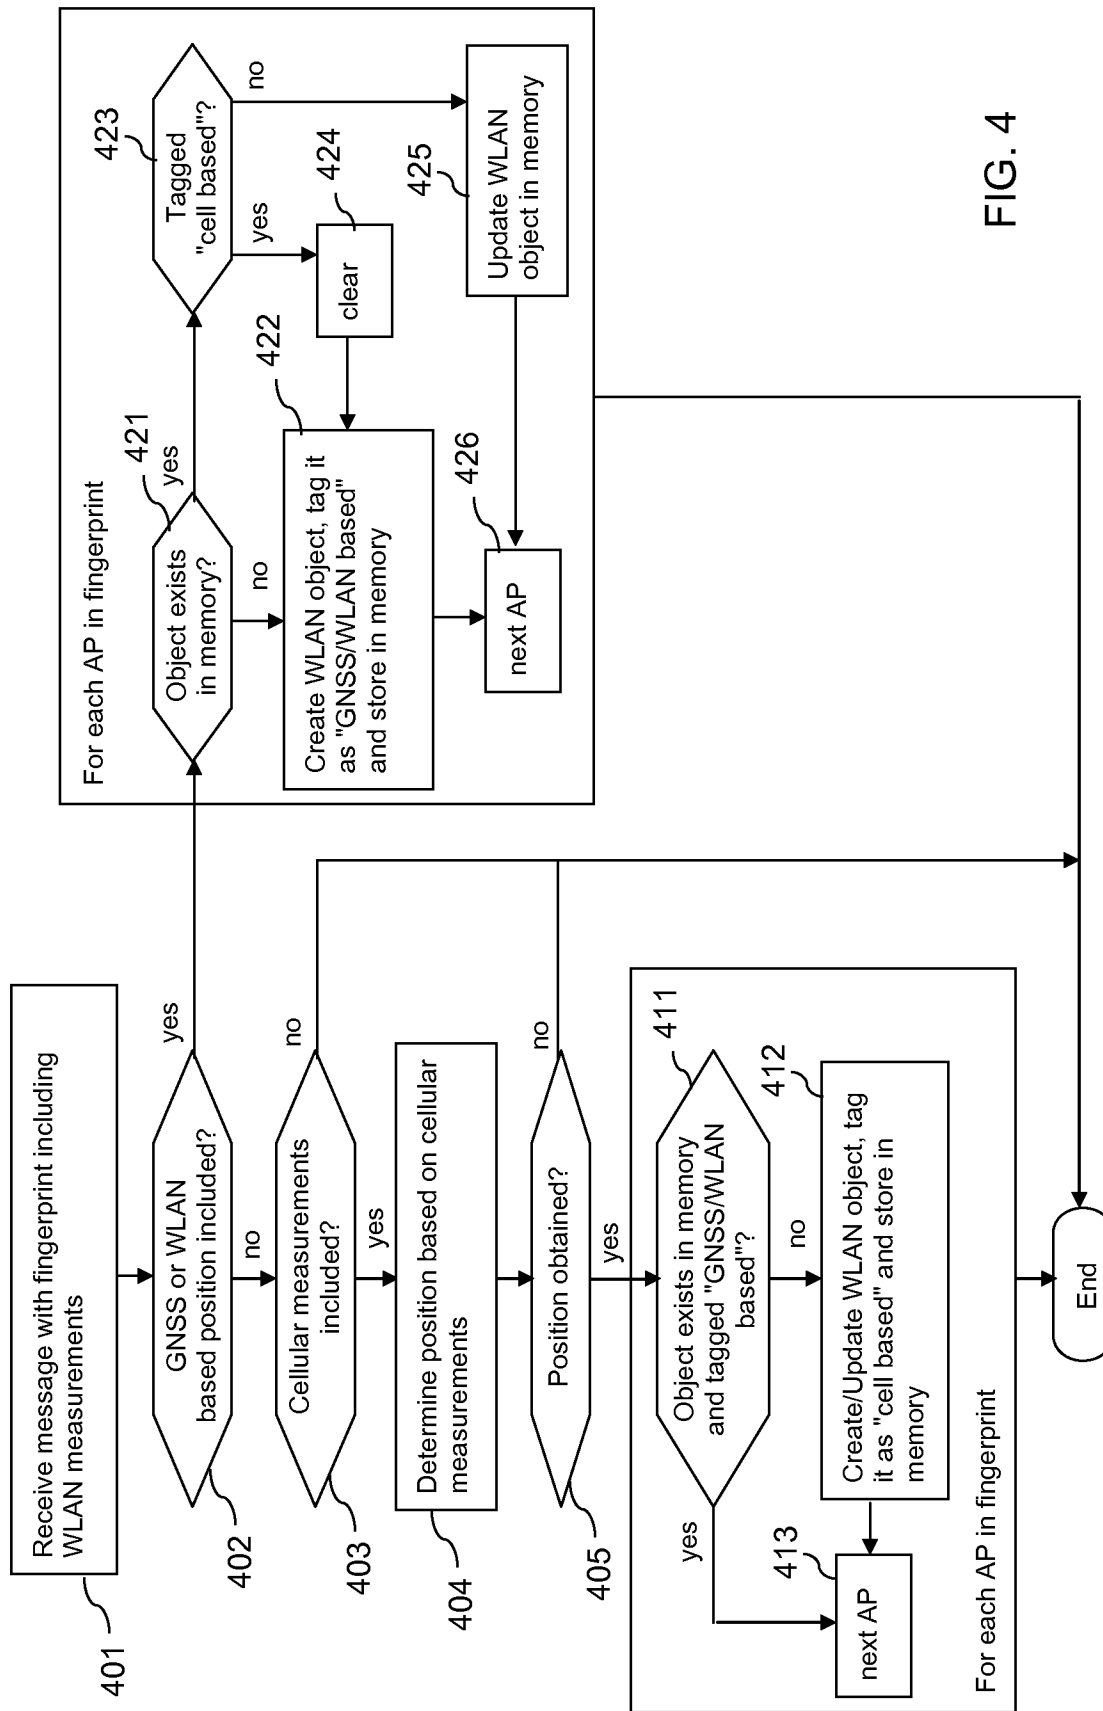 401
Receive message with fingerprint including
WLAN measurements
402
GNSS or WLAN
based position included?
yes
no
403
Cellular measurements
included?
no
yes
404
Determine position based on cellular
measurements
405
Position obtained?
no
yes
411
Object exists in memory
and tagged "GNSS/WLAN
based"?
yes
no
412
Create/Update WLAN object, tag
it as "cell based" and store in
memory
413
next AP
For each AP in fingerprint
End
For each AP in fingerprint
421
Object exists
in memory?
yes
no
422
Create WLAN object, tag it
as "GNSS/WLAN based"
and store in memory
423
Tagged
"cell based"?
yes
no
424
clear
425
Update WLAN
object in memory
426
next AP
FIG. 4